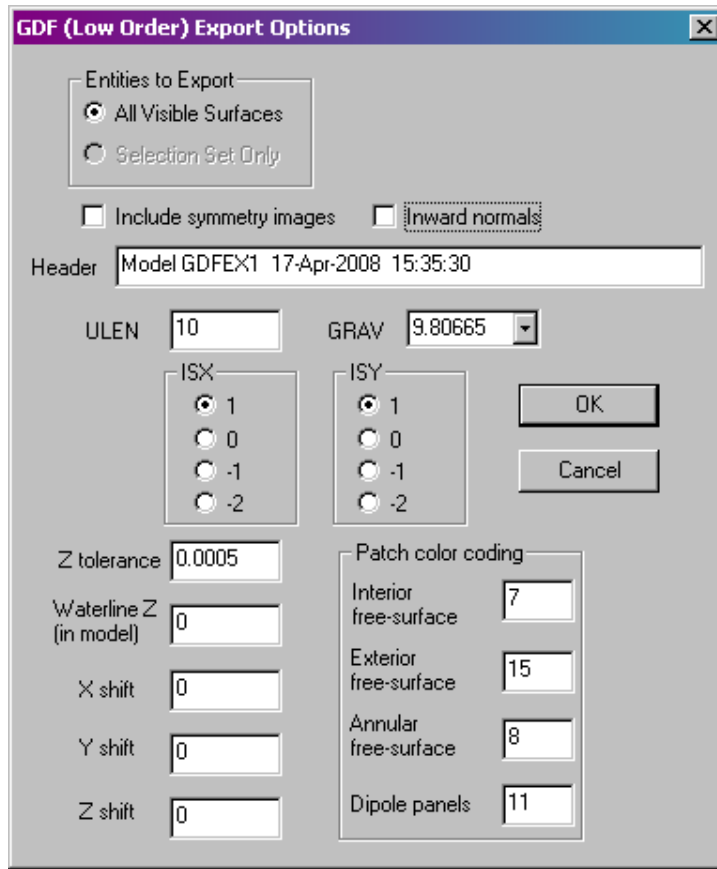 GDF (Low Order) Export Options
Entities to Export
All Visible Surfaces
Selection Set Only
Include symmetry images
Inward normals
Header
Model GDFEX1 17-Apr-2008 15:35:30
ULEN
10
GRAV
9.80665
ISX
1
0
-1
-2
ISY
1
0
-1
-2
OK
Cancel
Z tolerance
0.0005
Waterline Z
(in model)
0
X shift
0
Y shift
0
Z shift
0
Patch color coding
Interior
free-surface
7
Exterior
free-surface
15
Annular
free-surface
8
Dipole panels
11